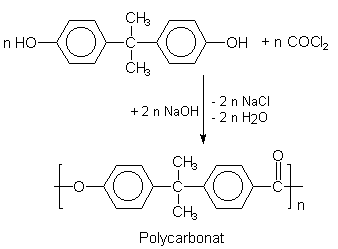 CH₃
n HO C OH + n COCl₂
CH₃
+ 2 n NaOH - 2 n NaCl
- 2 n H₂O
O
CH₃
O C C
CH₃
n
Polycarbonat